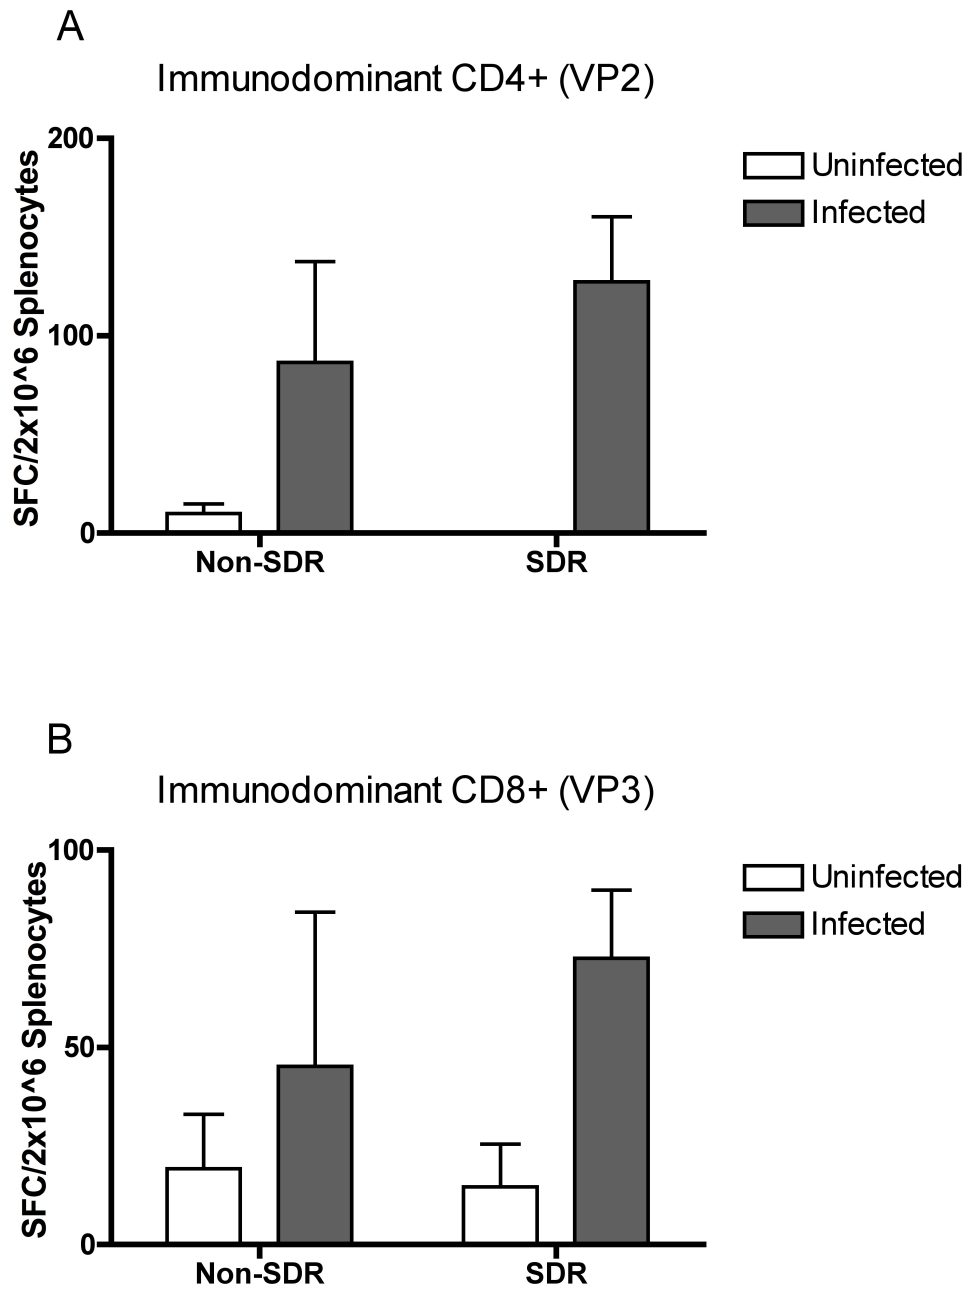 A
Immunodominant CD4+ (VP2)
200
100
0
SFC/2x10^6 Splenocytes
Non-SDR
SDR
Uninfected
Infected
B
Immunodominant CD8+ (VP3)
100
50
0
SFC/2x10^6 Splenocytes
Non-SDR
SDR
Uninfected
Infected